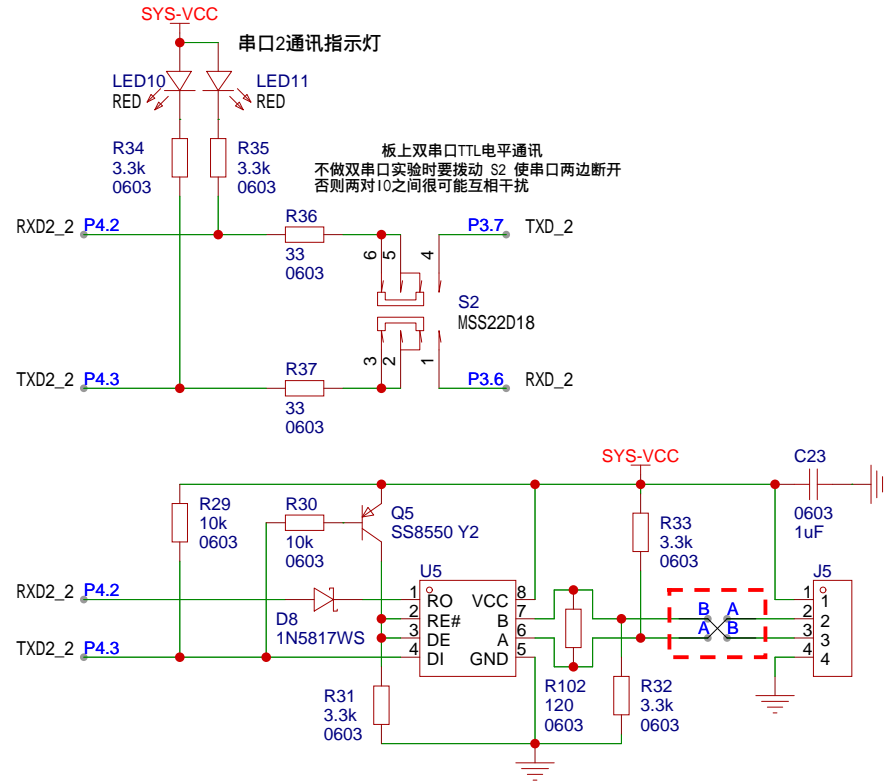 SYS-VCC
串口2通讯指示灯
LED10
RED
LED11
RED
R34
3.3k
0603
R35
3.3k
0603
板上双串口TTL电平通讯
不做双串口实验时要拨动 S2 使串口两边断开
否则两对IO之间很可能互相干扰
RXD2_2 P4.2
R36
33
0603
P3.7 TXD_2
6
5
4
S2
MSS22D18
3
2
1
TXD2_2 P4.3
R37
33
0603
P3.6 RXD_2
SYS-VCC
C23
0603
1uF
R29
10k
0603
R30
10k
0603
Q5
SS8550 Y2
R33
3.3k
0603
U5
J5
RXD2_2 P4.2
D8
1N5817WS
1 RO VCC 8
2 RE# B 7
3 DE A 6
4 DI GND 5
TXD2_2 P4.3
B A
A B
1 1
2 2
3 3
4 4
R31
3.3k
0603
R102
120
0603
R32
3.3k
0603